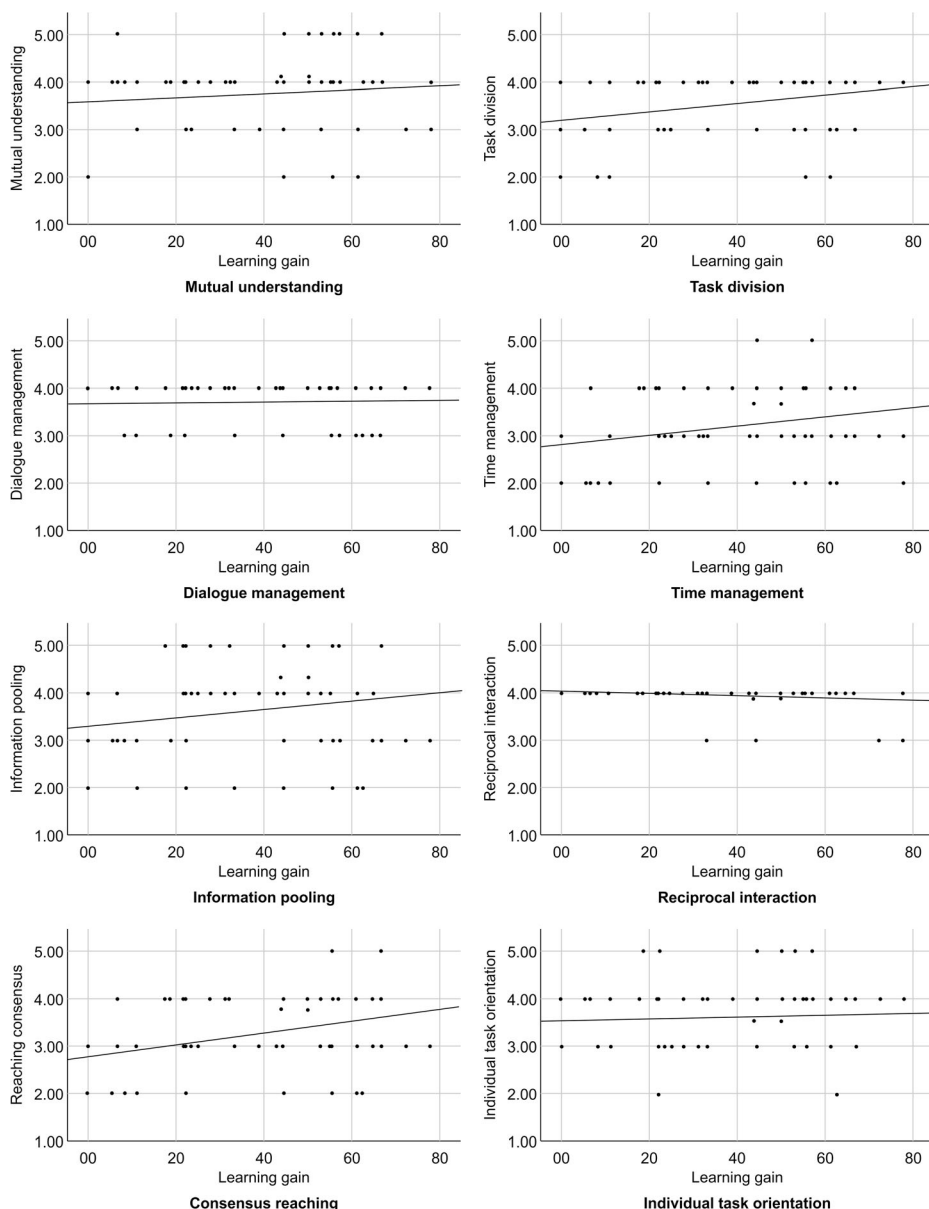 Mutual understanding
5.00
4.00
3.00
2.00
1.00
00 20 40 60 80
Learning gain
Mutual understanding
Task division
5.00
4.00
3.00
2.00
1.00
00 20 40 60 80
Learning gain
Task division
Dialogue management
5.00
4.00
3.00
2.00
1.00
00 20 40 60 80
Learning gain
Dialogue management
Time management
5.00
4.00
3.00
2.00
1.00
00 20 40 60 80
Learning gain
Time management
Information pooling
5.00
4.00
3.00
2.00
1.00
00 20 40 60 80
Learning gain
Information pooling
Reciprocal interaction
5.00
4.00
3.00
2.00
1.00
00 20 40 60 80
Learning gain
Reciprocal interaction
Reaching consensus
5.00
4.00
3.00
2.00
1.00
00 20 40 60 80
Learning gain
Consensus reaching
Individual task orientation
5.00
4.00
3.00
2.00
1.00
00 20 40 60 80
Learning gain
Individual task orientation